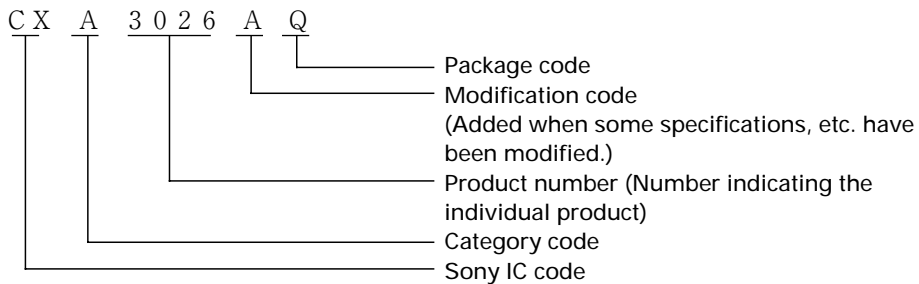 CX A 3026 A Q
Package code
Modification code
(Added when some specifications, etc. have
been modified.)
Product number (Number indicating the
individual product)
Category code
Sony IC code